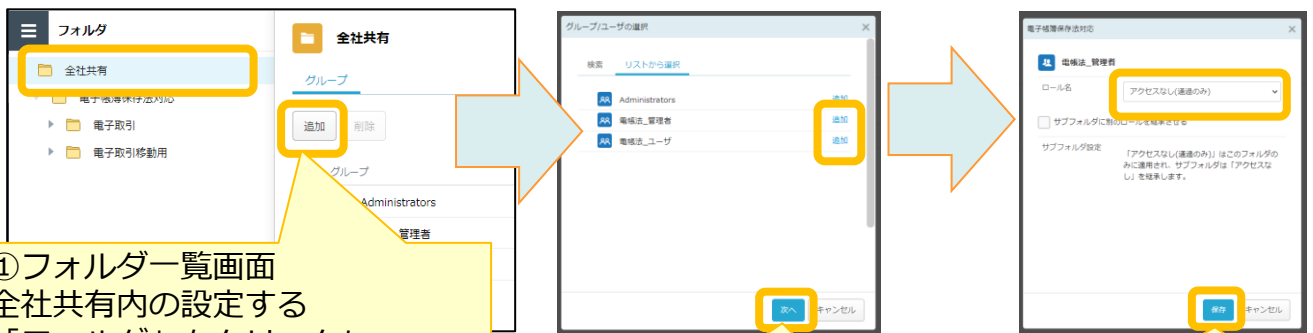 フォルダ
全社共有
電子帳簿保存法対応
電子取引
電子取引移動用
全社共有
グループ
追加
削除
グループ
Administrators
管理者
①フォルダ一覧画面
全社共有内の設定する
グループ/ユーザの選択
×
検索 リストから選択
Administrators 追加
電帳法_管理者 追加
電帳法_ユーザ 追加
次へ キャンセル
電子帳簿保存法対応
×
電帳法_管理者
ロール名 アクセスなし(通過のみ)
サブフォルダに別のロールを継承させる
サブフォルダ設定
「アクセスなし(通過のみ)」はこのフォルダの
みに適用され、サブフォルダは「アクセスな
し」を継承します。
保存 キャンセル